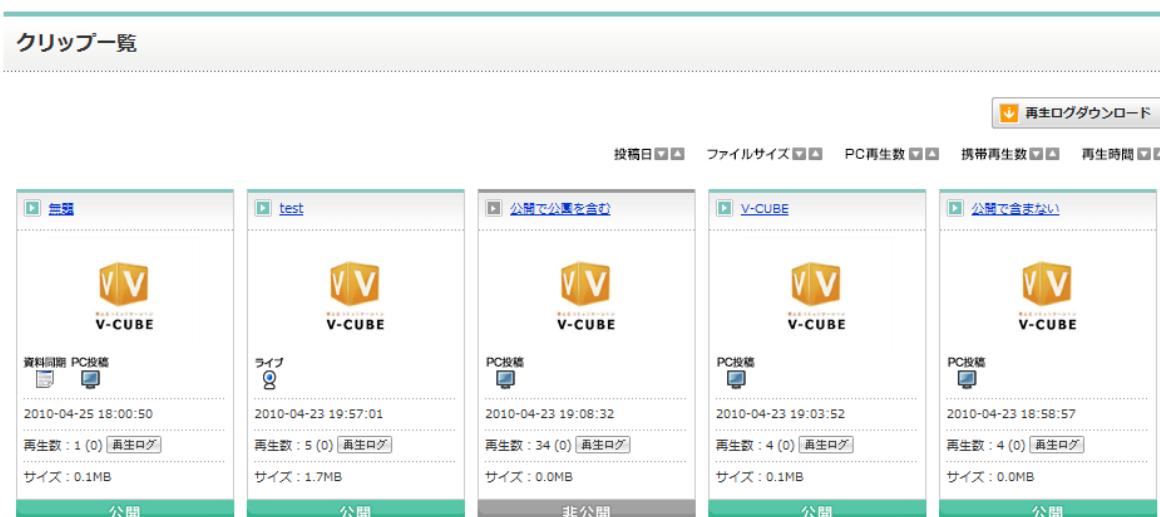 クリップ一覧
再生ログダウンロード
投稿日 ファイルサイズ PC再生数 携帯再生数 再生時間
無題
V V
V-CUBE
資料同期 PC投稿
2010-04-25 18:00:50
再生数：1 (0) 再生ログ
サイズ：0.1MB
公開
test
V V
V-CUBE
ライブ
2010-04-23 19:57:01
再生数：5 (0) 再生ログ
サイズ：1.7MB
公開
公開で公園を含む
V V
V-CUBE
PC投稿
2010-04-23 19:08:32
再生数：34 (0) 再生ログ
サイズ：0.0MB
非公開
V-CUBE
V V
V-CUBE
PC投稿
2010-04-23 19:03:52
再生数：4 (0) 再生ログ
サイズ：0.1MB
公開
公開で含まない
V V
V-CUBE
PC投稿
2010-04-23 18:58:57
再生数：4 (0) 再生ログ
サイズ：0.0MB
公開